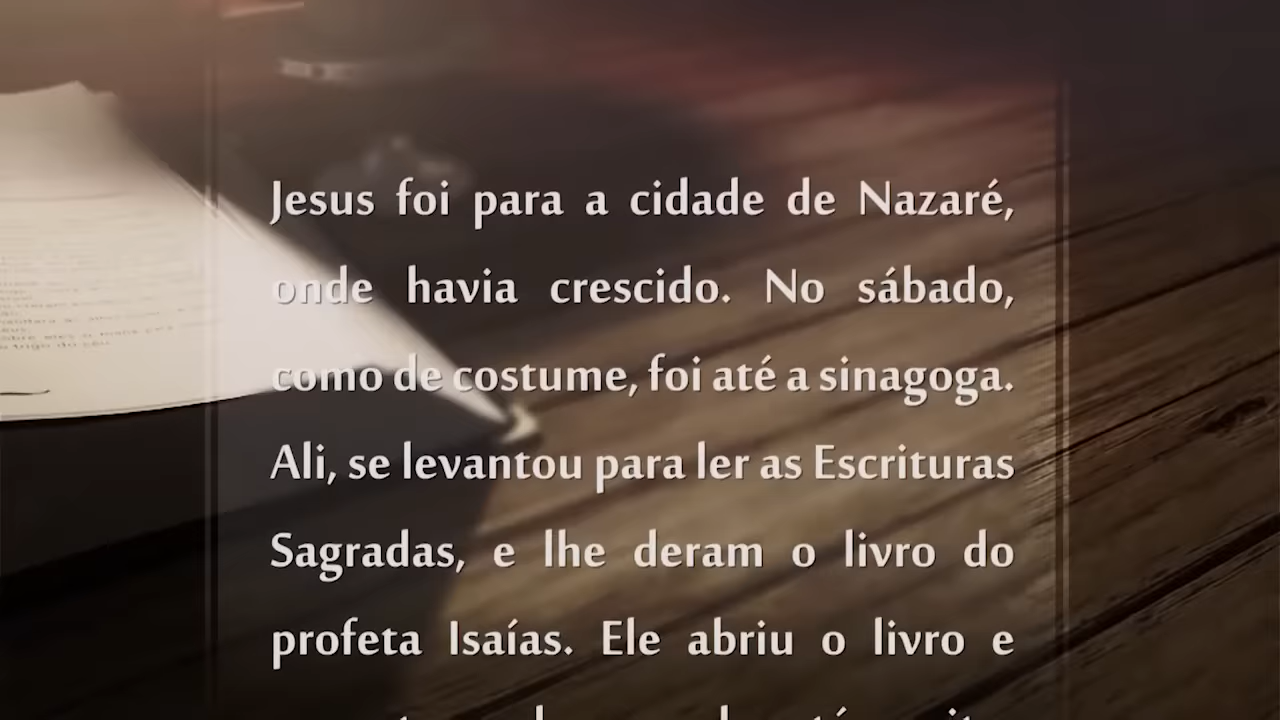 Jesus foi para a cidade de Nazaré,
onde havia crescido. No sábado,
como de costume, foi até a sinagoga.
Ali, se levantou para ler as Escrituras
Sagradas, e lhe deram o livro do
profeta Isaías. Ele abriu o livro e